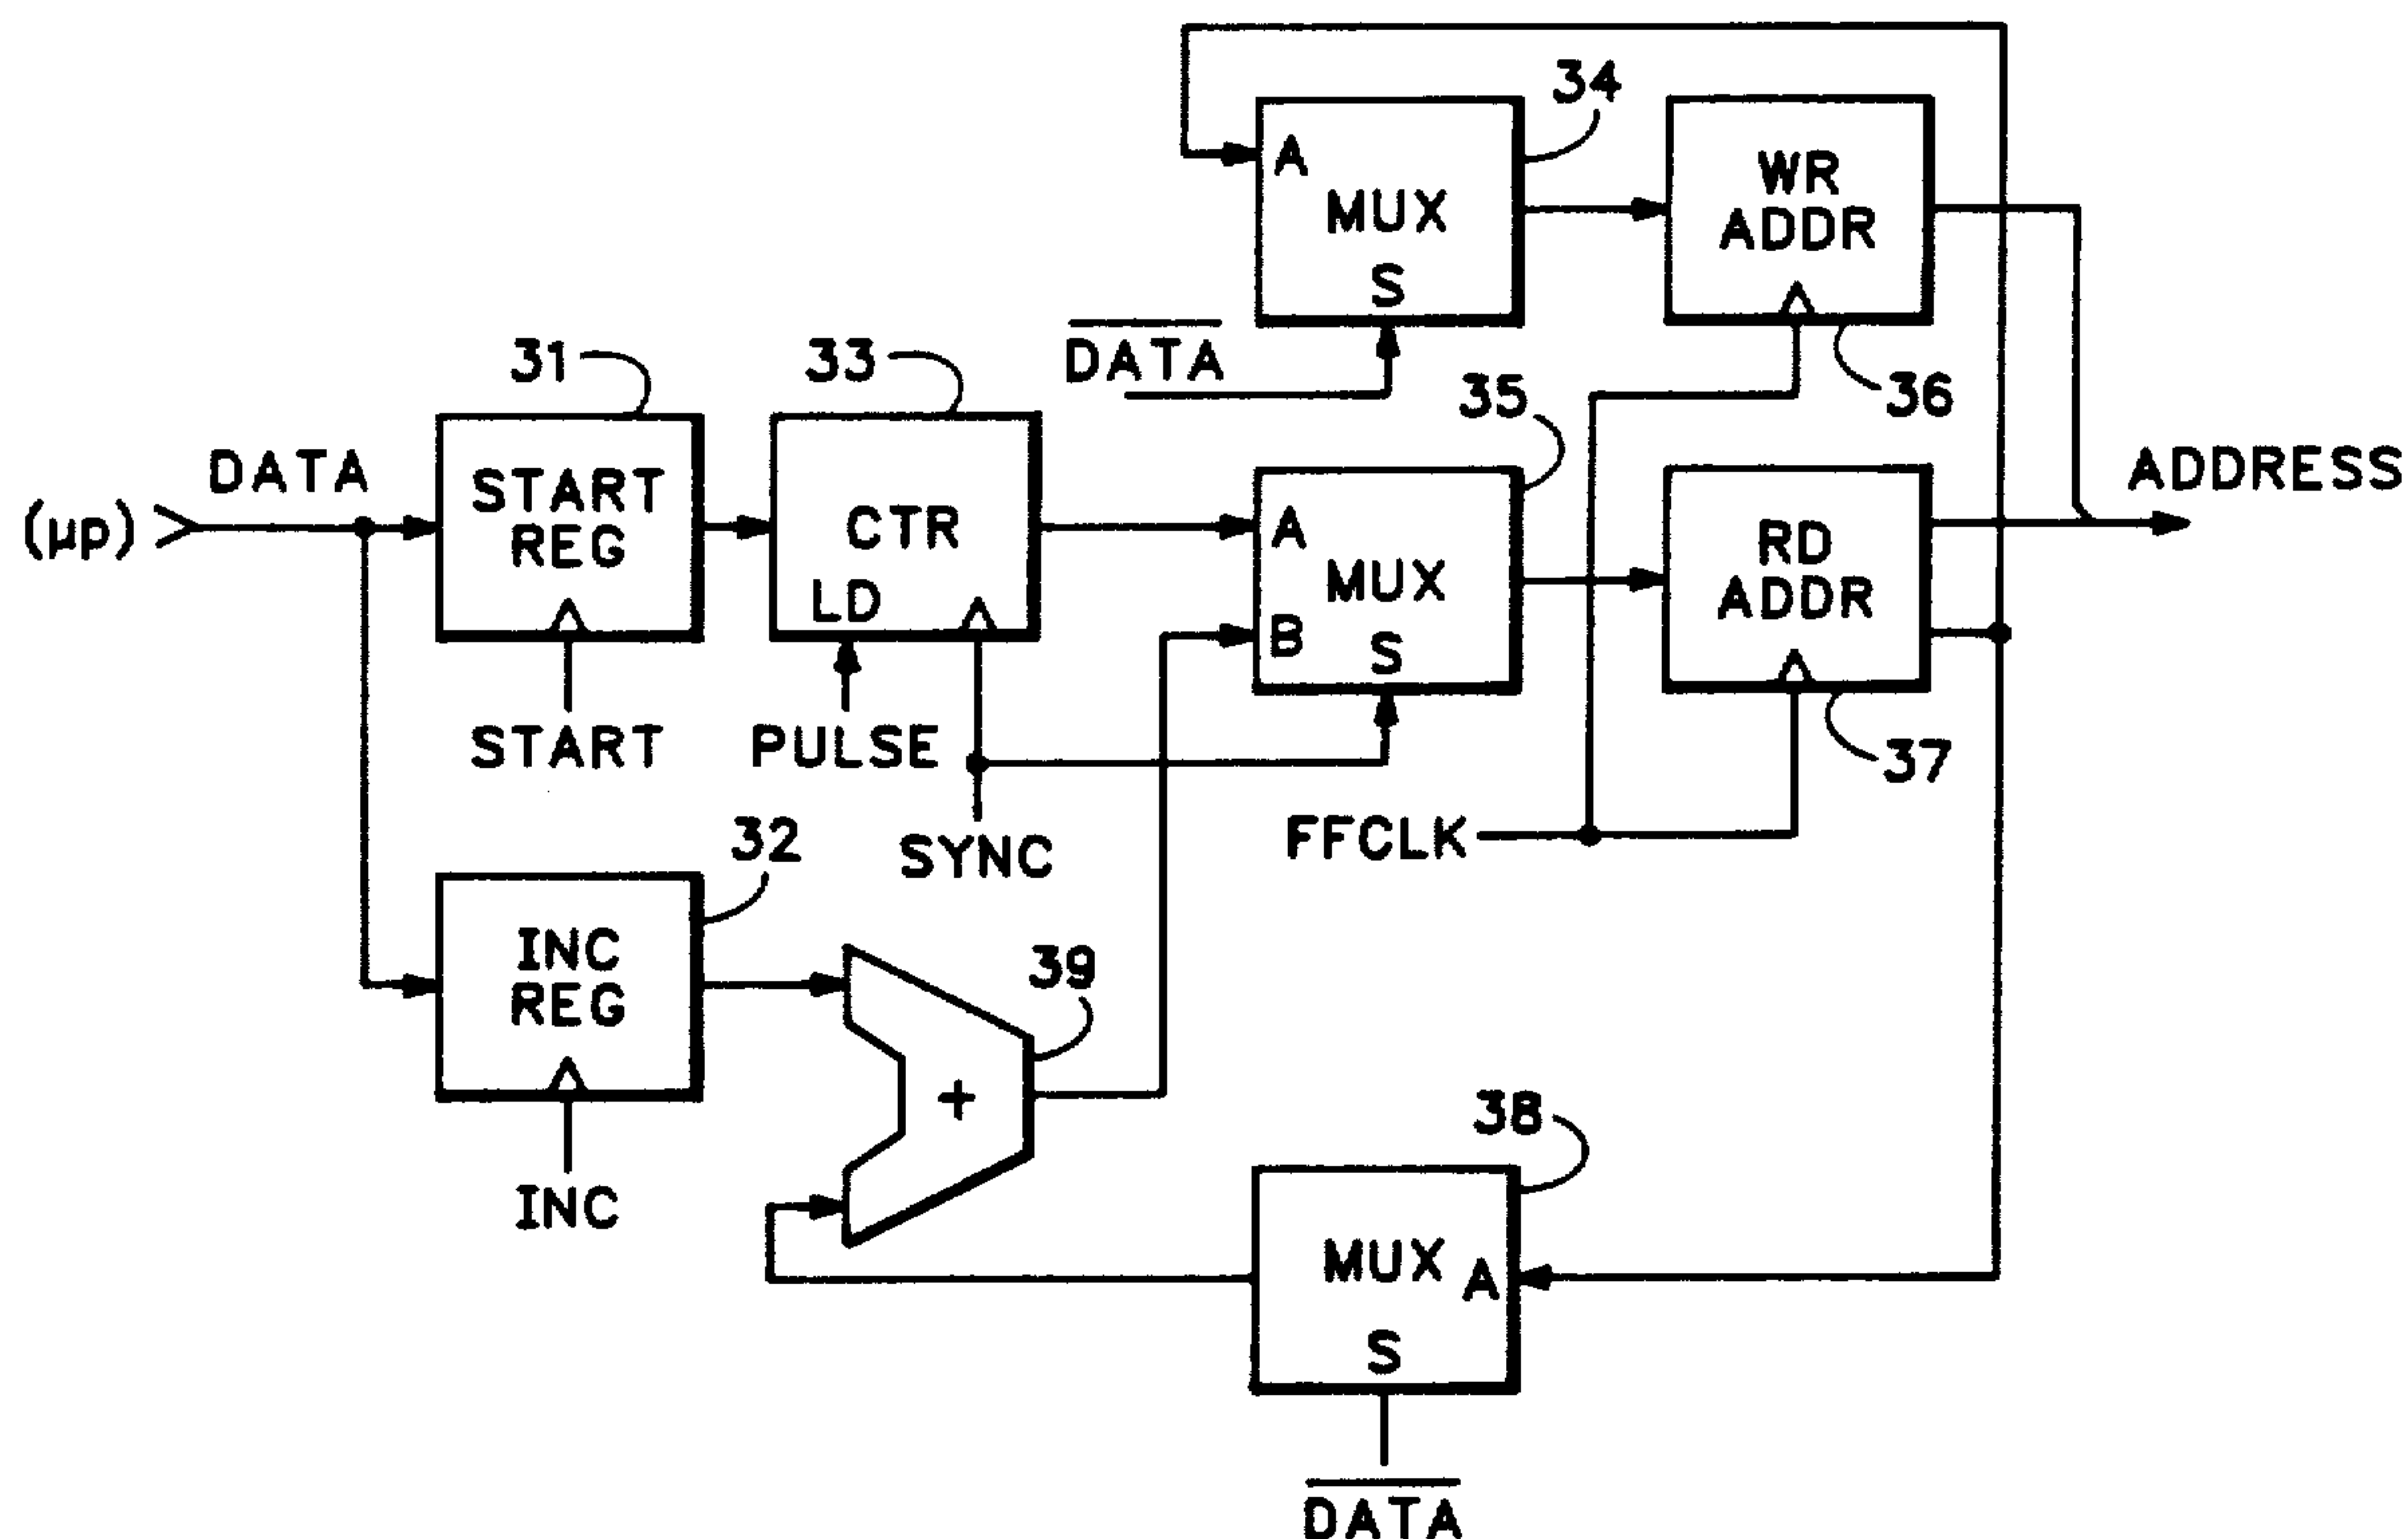 34
A
MUX
S
WR
ADDR
36
DATA
31
33
35
(µp)
DATA
START
REG
START
CTR
LD
PULSE
SYNC
A
MUX
B
S
RD
ADDR
37
ADDRESS
FFCLK
32
INC
REG
INC
39
+
38
MUX
A
S
DATA